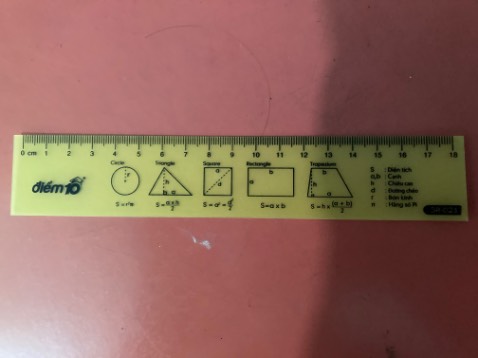 0 cm 1 2 3 4 5 6 7 8 9 10 11 12 13 14 15 16 17 18
Circle Triangle Square Rectangle Trapezium
r
h a
a d
b a
b h a
điểm 10
S = a×b/2
S = a² = d²/2
S = a x b
S = h x (a + b)/2
S : Diện tích
a,b : Cạnh
h : Chiều cao
d : Đường chéo
r : Bán kính
π : Hằng số Pi